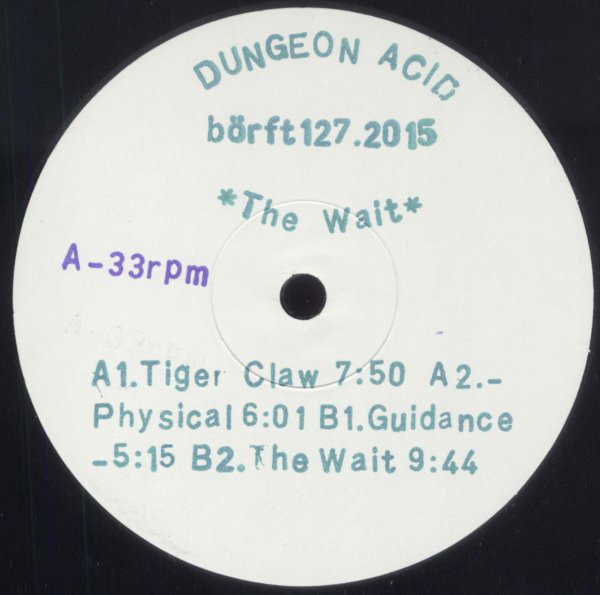 DUNGEON ACID
börft127.2015
*The Wait*
A-33rpm
A1.Tiger Claw 7:50 A2.-
Physical 6:01 B1.Guidance
-5:15 B2.The Wait 9:44